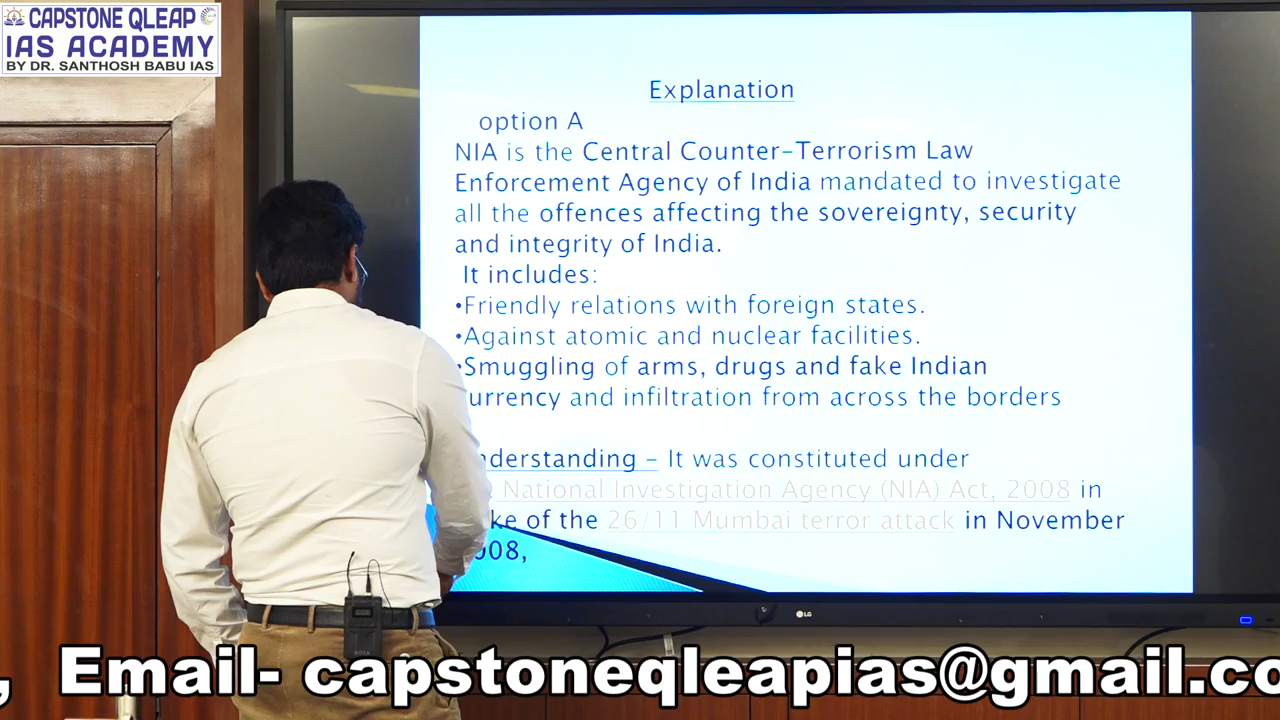 CAPSTONE QLEAP
IAS ACADEMY
BY DR. SANTHOSH BABU IAS
Explanation
option A
NIA is the Central Counter-Terrorism Law
Enforcement Agency of India mandated to investigate
all the offences affecting the sovereignty, security
and integrity of India.
It includes:
•Friendly relations with foreign states.
•Against atomic and nuclear facilities.
•Smuggling of arms, drugs and fake Indian
urrency and infiltration from across the borders
nderstanding – It was constituted under
National Investigation Agency (NIA) Act, 2008 in
ke of the 26/11 Mumbai terror attack in November
008,
LG
, Email- capstoneqleapias@gmail.co